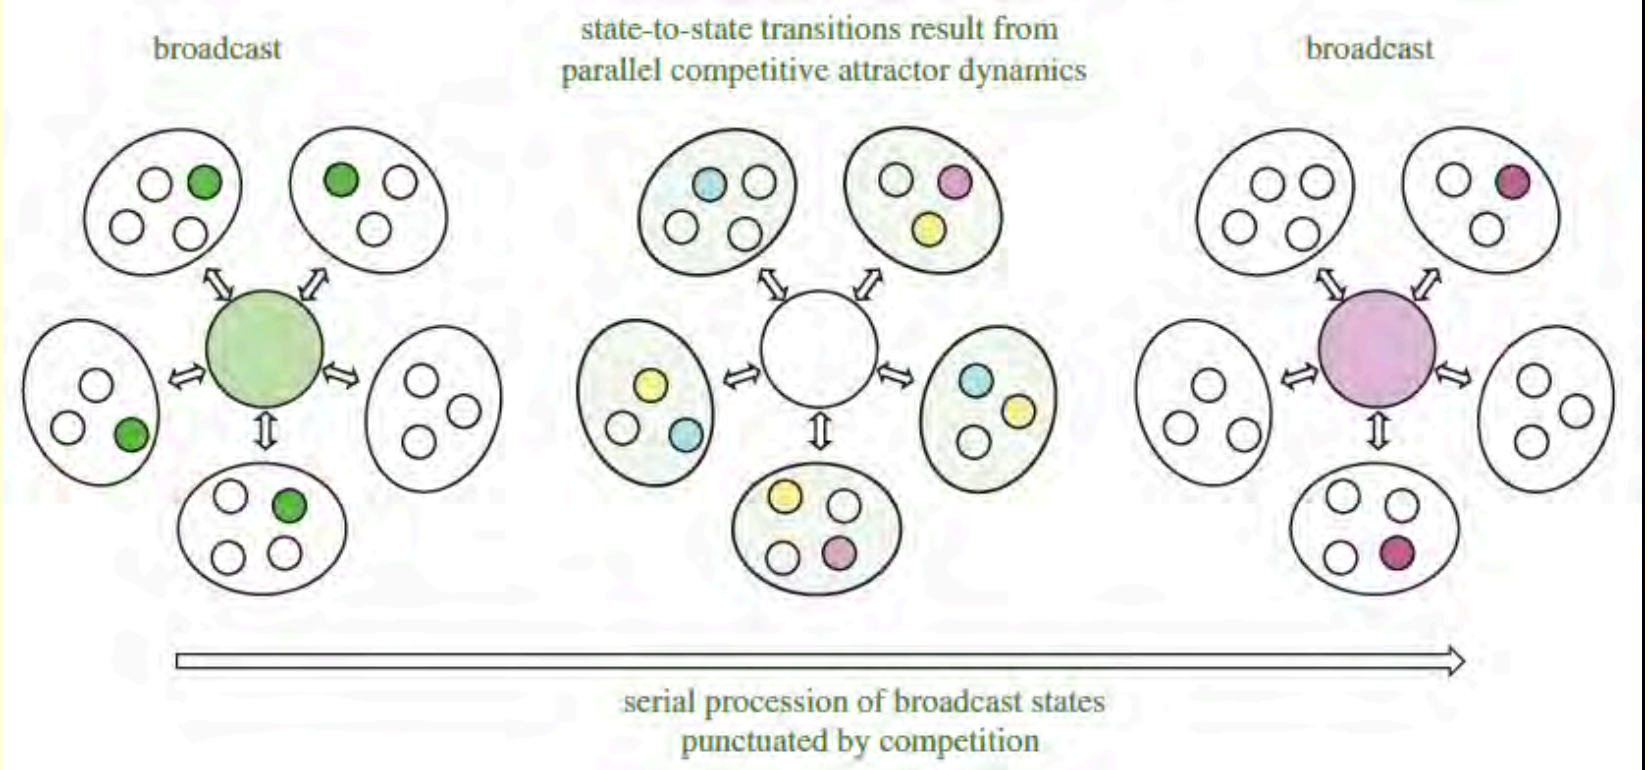 broadcast
state-to-state transitions result from
parallel competitive attractor dynamics
broadcast
serial procession of broadcast states
punctuated by competition